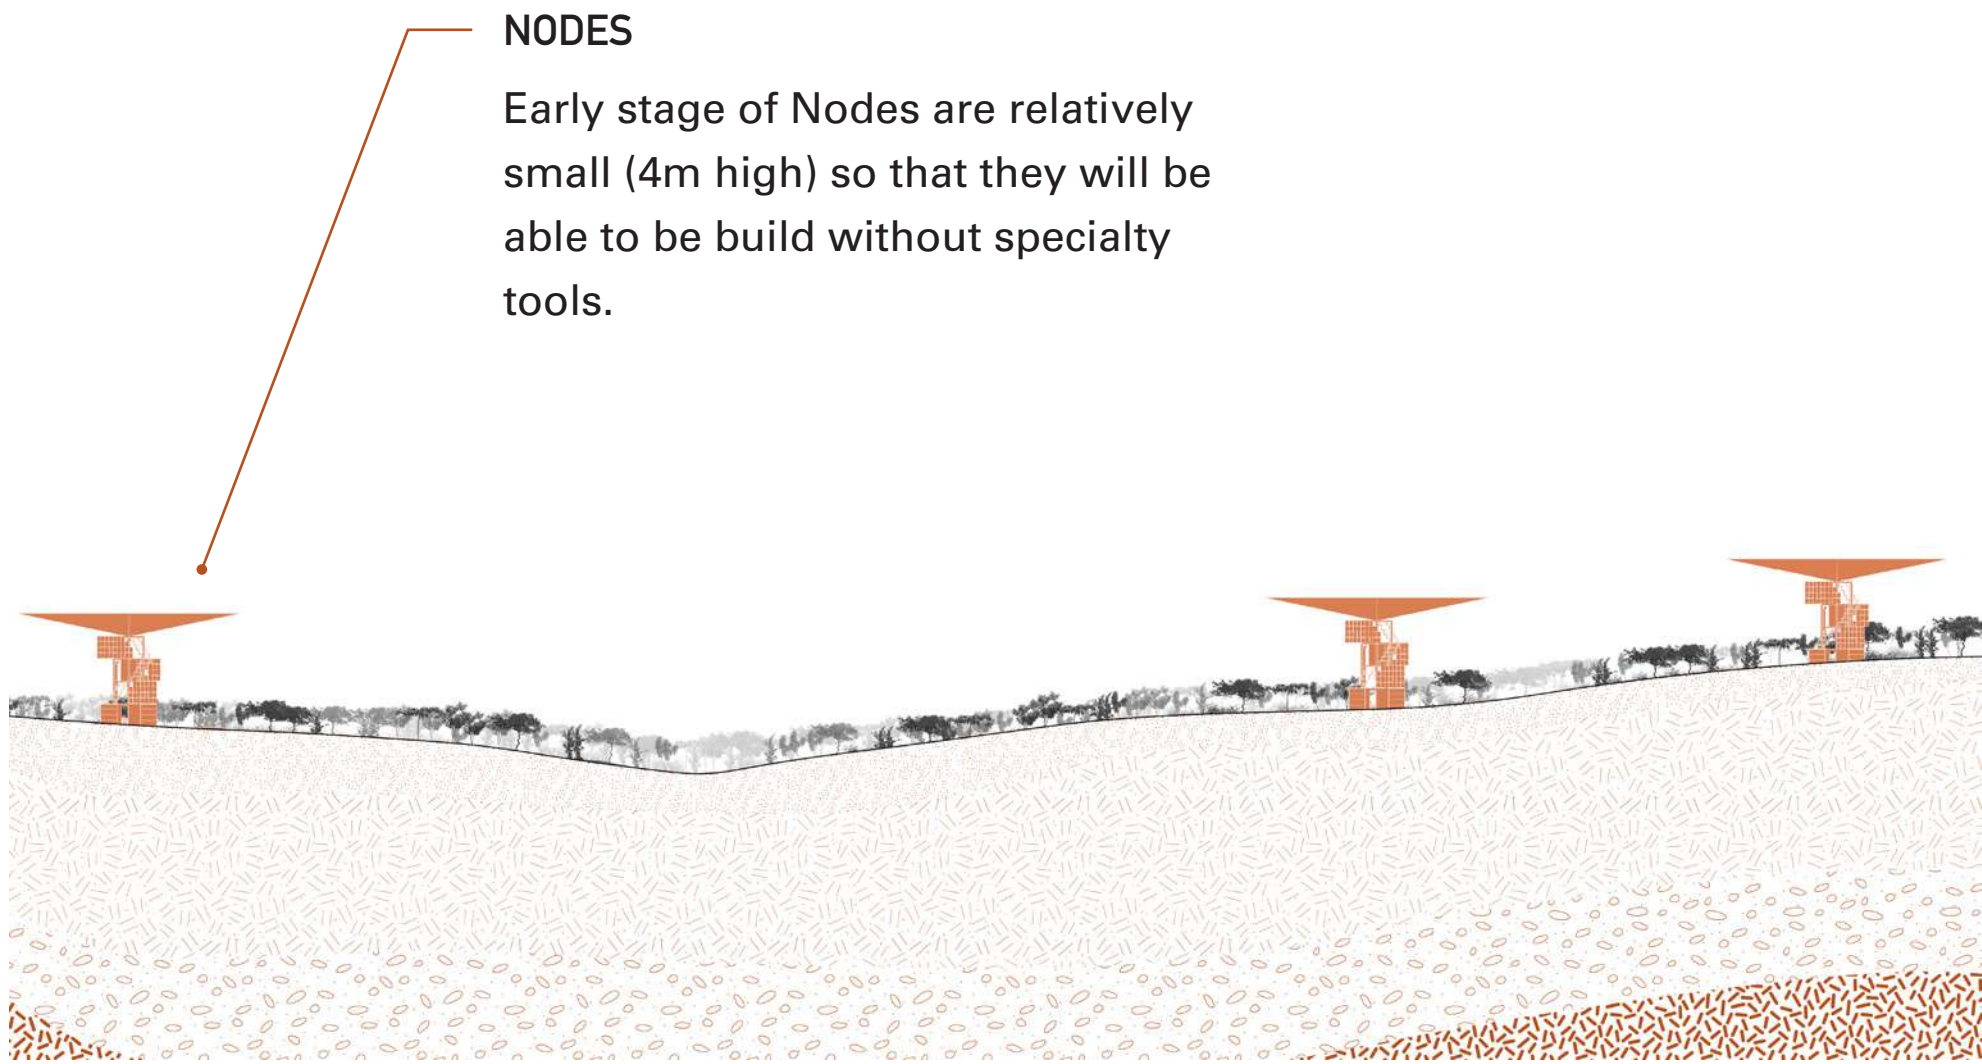 NODES
Early stage of Nodes are relatively
small (4m high) so that they will be
able to be build without specialty
tools.